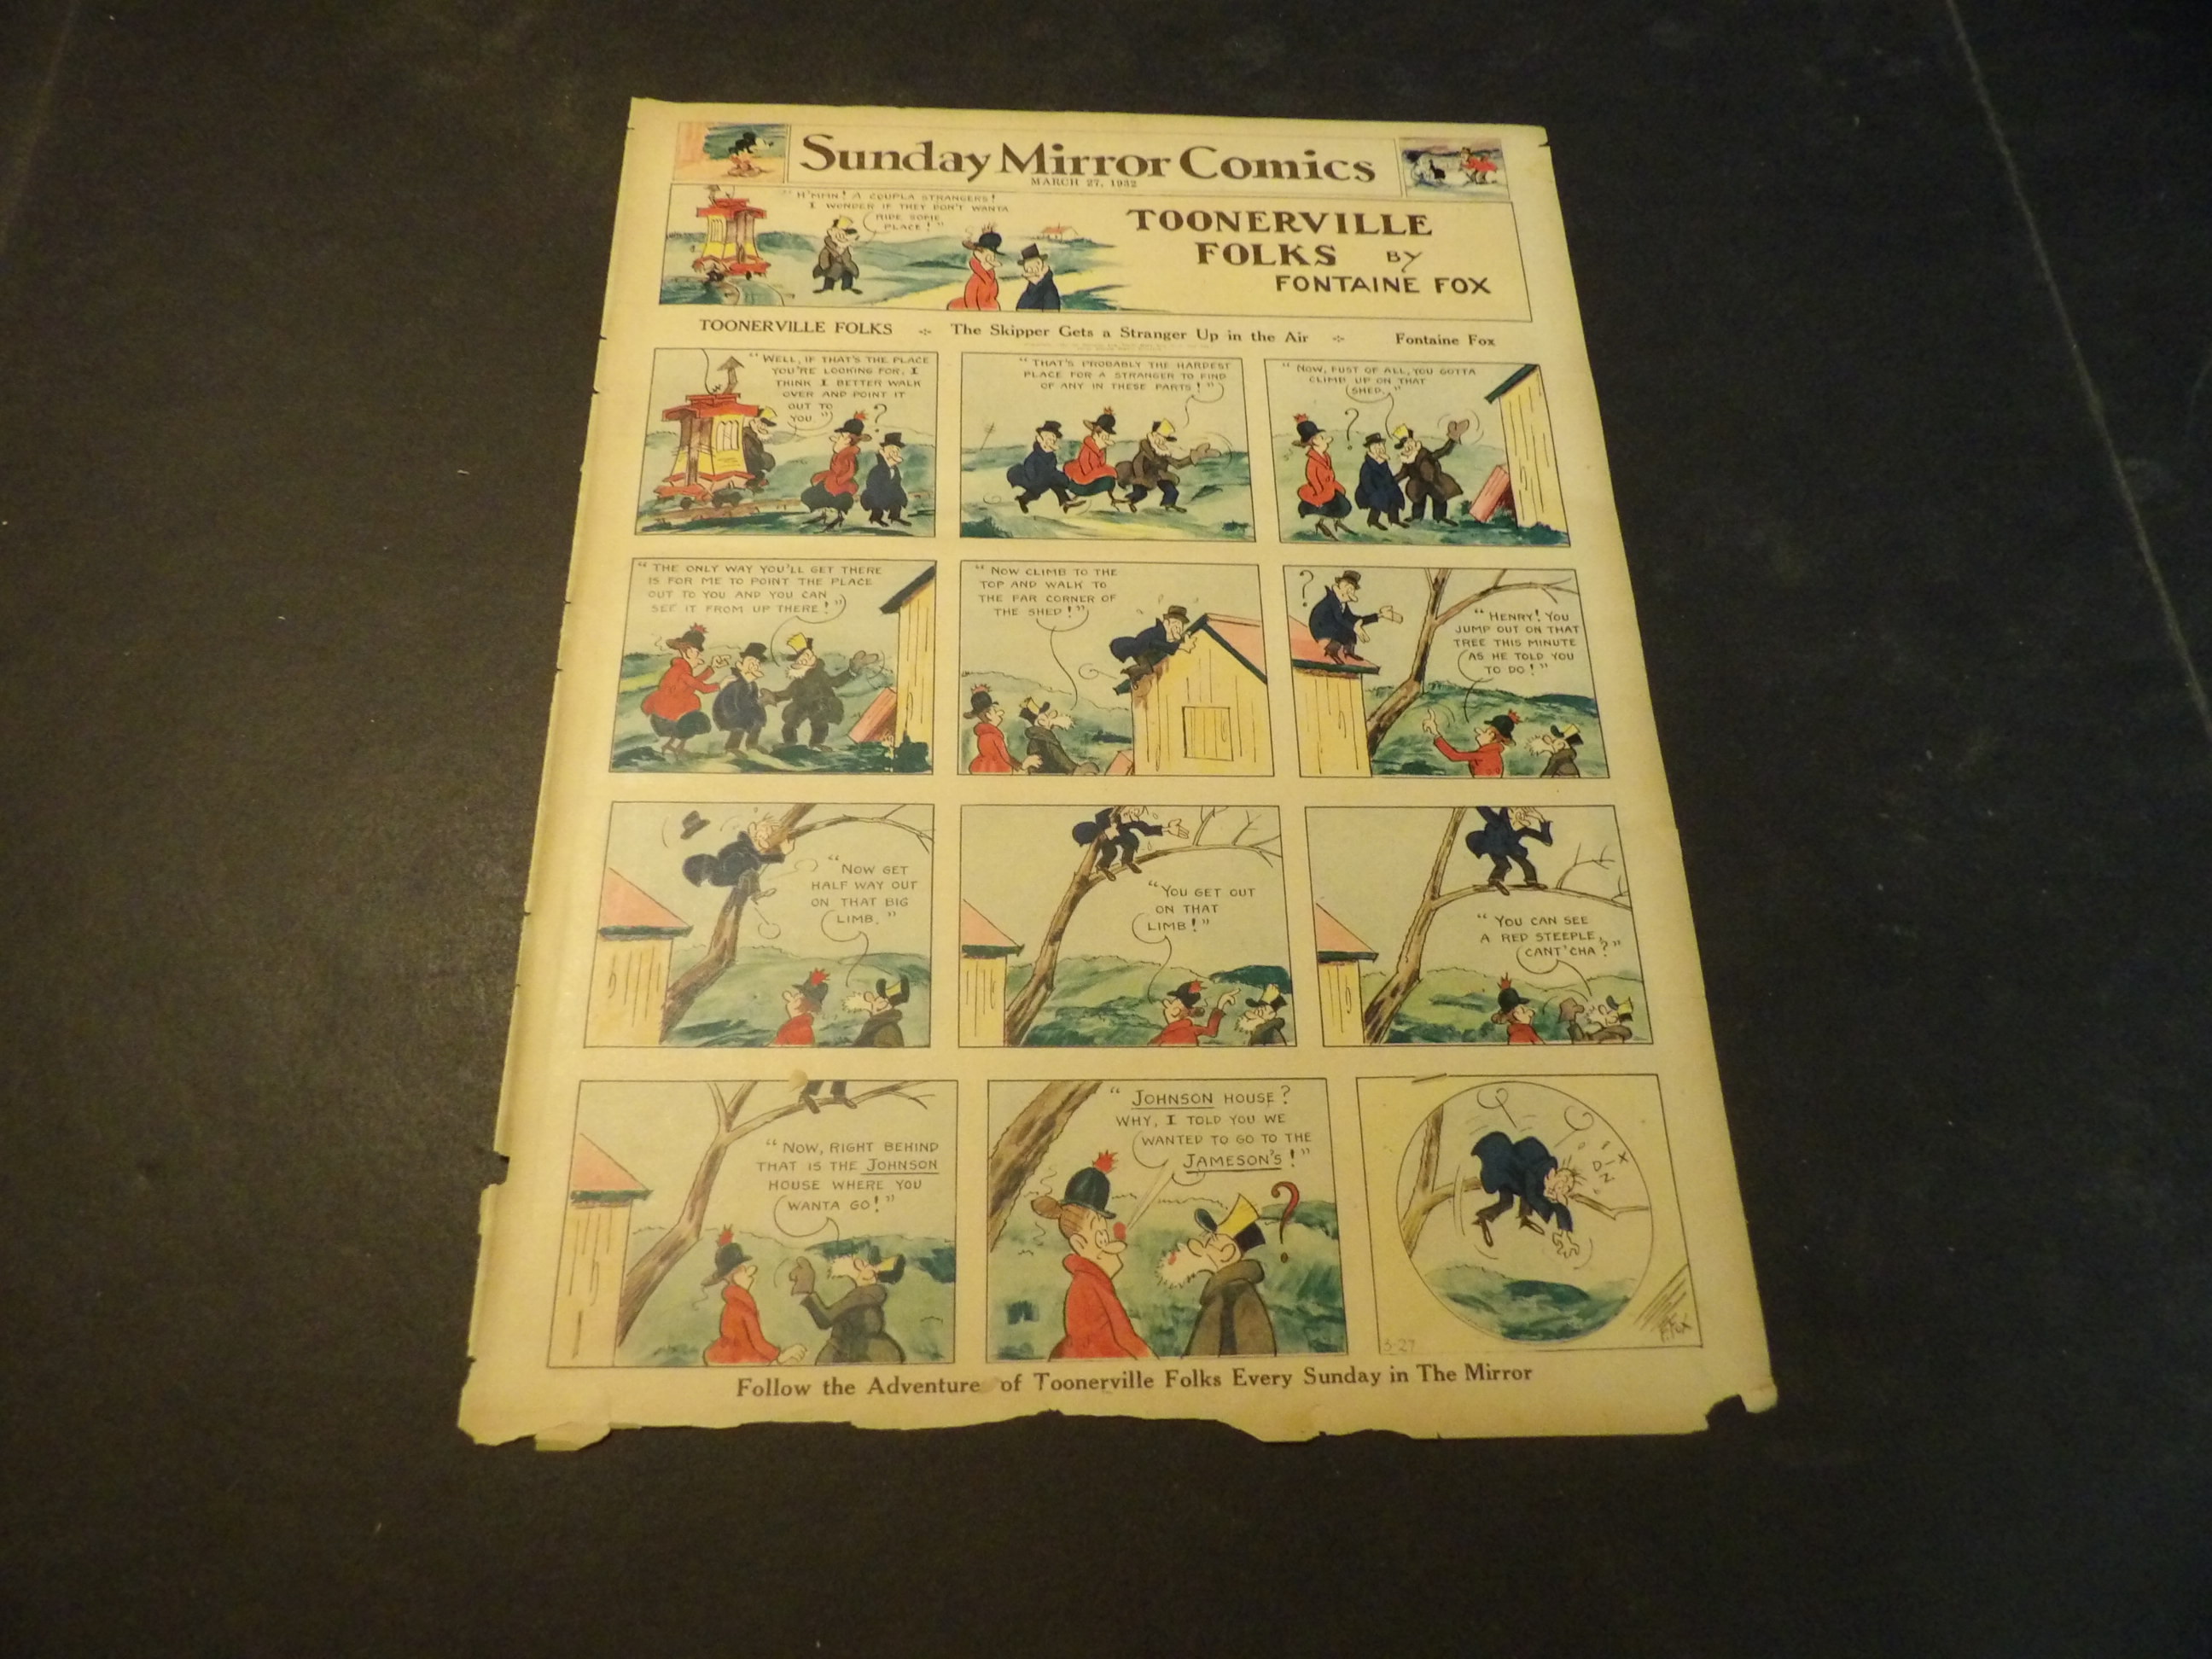 Sunday Mirror Comics
MARCH 27, 1932
"H'MMM! A COUPLA STRANGERS!
I WONDER IF THEY DON'T WANTA
RIDE SOME
PLACE!"
TOONERVILLE
FOLKS BY
FONTAINE FOX
TOONERVILLE FOLKS The Skipper Gets a Stranger Up in the Air Fontaine Fox
"WELL, IF THAT'S THE PLACE
YOU'RE LOOKING FOR, I
THINK I BETTER WALK
OVER AND POINT IT
OUT TO
YOU."
?
"THAT'S PROBABLY THE HARDEST
PLACE FOR A STRANGER TO FIND
OF ANY IN THESE PARTS!"
"NOW, FUST OF ALL, YOU GOTTA
CLIMB UP ON THAT
SHED."
?
"THE ONLY WAY YOU'LL GET THERE
IS FOR ME TO POINT THE PLACE
OUT TO YOU AND YOU CAN
SEE IT FROM UP THERE!"
"NOW CLIMB TO THE
TOP AND WALK TO
THE FAR CORNER OF
THE SHED!"
?
"HENRY! YOU
JUMP OUT ON THAT
TREE THIS MINUTE
AS HE TOLD YOU
TO DO!"
"NOW GET
HALF WAY OUT
ON THAT BIG
LIMB."
"YOU GET OUT
ON THAT
LIMB!"
"YOU CAN SEE
A RED STEEPLE,
CANT'CHA?"
"NOW, RIGHT BEHIND
THAT IS THE JOHNSON
HOUSE WHERE YOU
WANTA GO!"
"JOHNSON HOUSE?
WHY, I TOLD YOU WE
WANTED TO GO TO THE
JAMESON'S!"
?
3-27
F. Fox
Follow the Adventure of Toonerville Folks Every Sunday in The Mirror